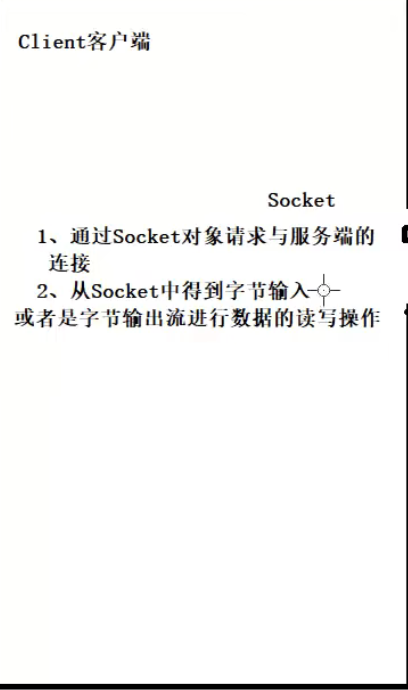 Client客户端
Socket
1、通过Socket对象请求与服务端的
连接
2、从Socket中得到字节输入
或者是字节输出流进行数据的读写操作